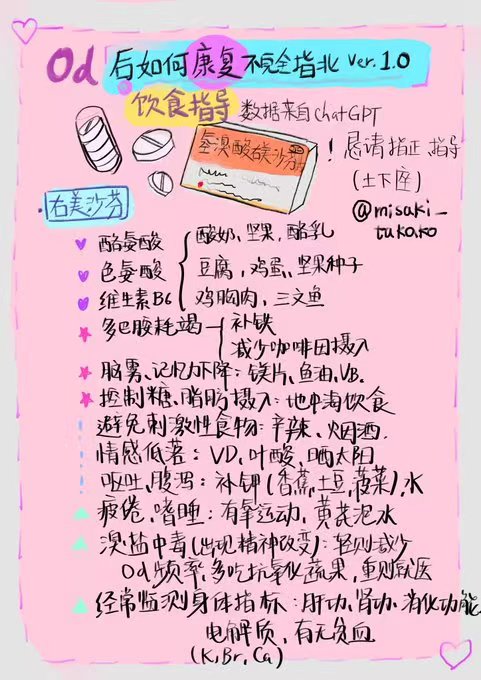 Od后如何康复不完全指北 ver.1.0
饮食指导 数据来自chatGPT
氢溴酸右美沙芬
! 恳请指正 指导
(土下座)
@misaki_
takoko
右美沙芬
酪氨酸
色氨酸
维生素B6
酸奶,坚果,酪乳
豆腐,鸡蛋,坚果种子
鸡胸肉,三文鱼
多巴胺耗竭 补铁
减少咖啡因摄入
脑雾、记忆力下降:铁片、鱼油、VB.
控制糖、脂肪摄入:地中海饮食
避免刺激性食物:辛辣、烟酒.
情感低落:VD、叶酸、晒太阳
呕吐、腹泻:补钾(香蕉,土豆,菠菜),水
疲倦、嗜睡:有氧运动、黄芪泡水
溴盐中毒(出现精神改变):轻则减少
Od频率,多吃抗氧化蔬果,重则就医
经常监测身体指标:肝功、肾功、消化功能,
电解质,有无贫血
(K,Br,Ca)